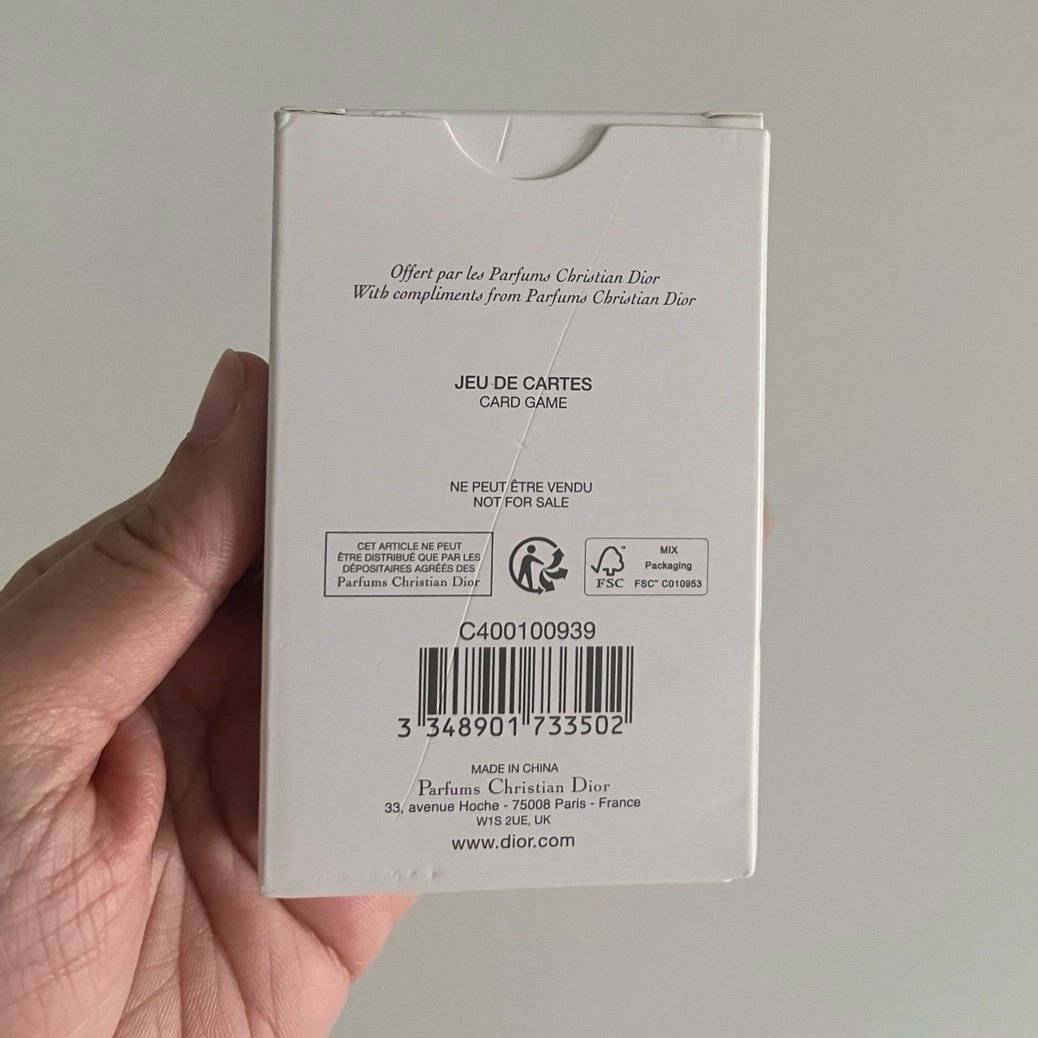 Offert par les Parfums Christian Dior
With compliments from Parfums Christian Dior
JEU DE CARTES
CARD GAME
NE PEUT ÊTRE VENDU
NOT FOR SALE
CET ARTICLE NE PEUT
ÊTRE DISTRIBUÉ QUE PAR LES
DÉPOSITAIRES AGRÉÉS DES
Parfums Christian Dior
FSC
MIX
Packaging
FSC™ C010953
C400100939
3 348901 733502
MADE IN CHINA
Parfums Christian Dior
33, avenue Hoche - 75008 Paris - France
W1S 2UE, UK
www.dior.com